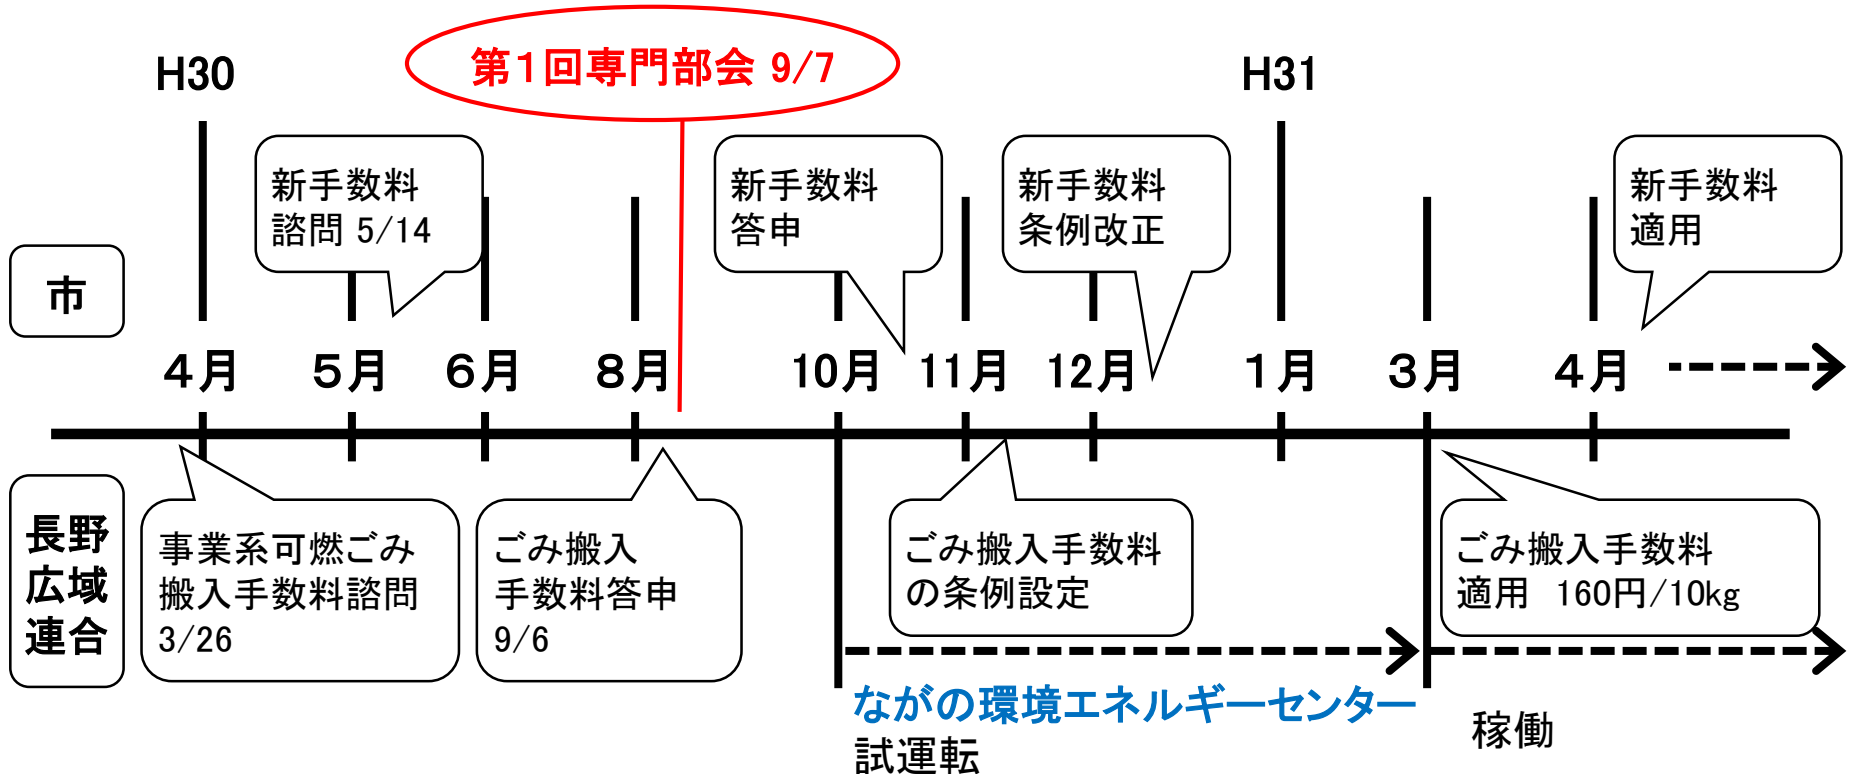 第1回専門部会 9/7
H30
H31
新手数料
諮問 5/14
新手数料
答申
新手数料
条例改正
新手数料
適用
市
4月
5月
6月
8月
10月
11月
12月
1月
3月
4月
長野
広域
連合
事業系可燃ごみ
搬入手数料諮問
3/26
ごみ搬入
手数料答申
9/6
ごみ搬入手数料
の条例設定
ごみ搬入手数料
適用 160円/10kg
ながの環境エネルギーセンター
試運転
稼働